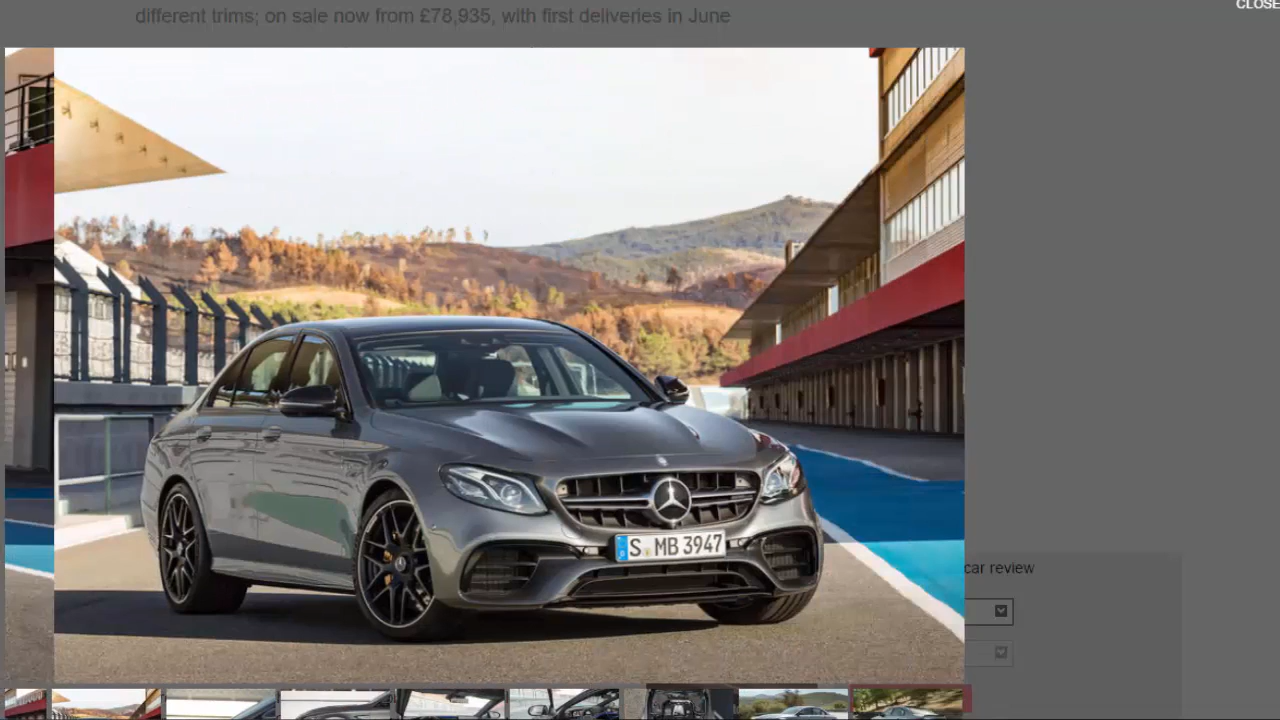 different trims; on sale now from £78,935, with first deliveries in June
CLOSE
S MB 3947
car review